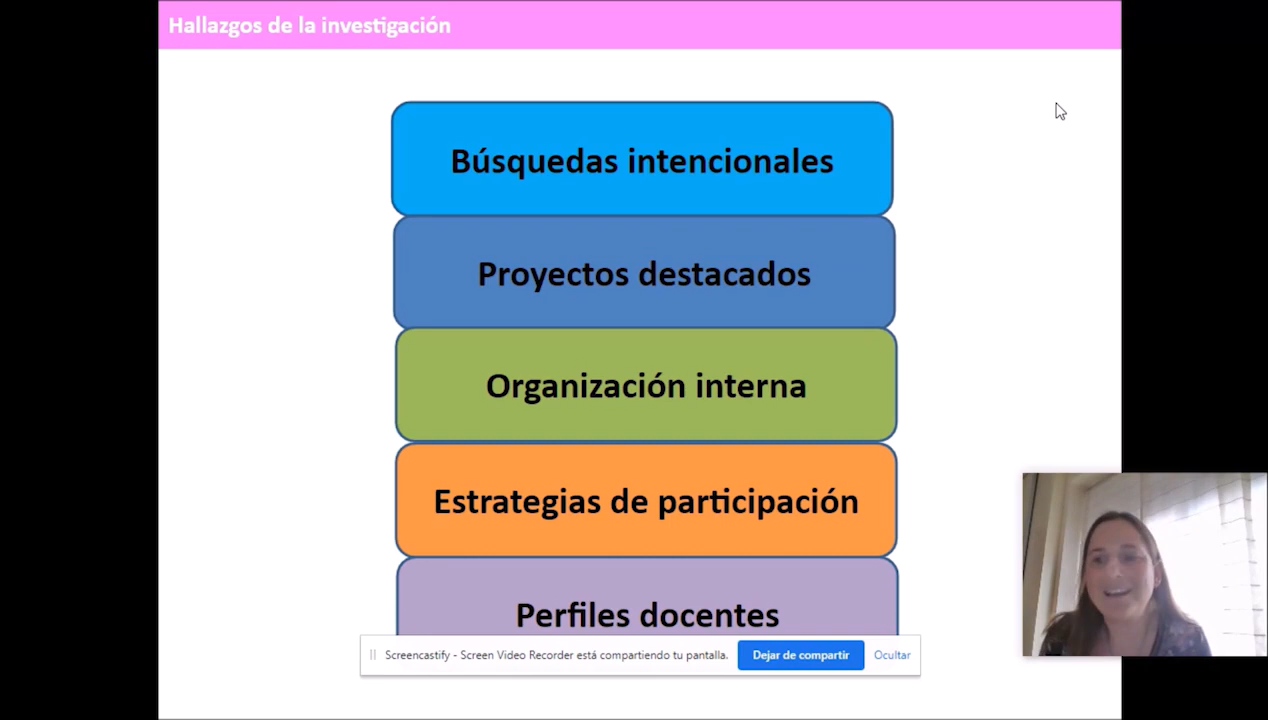 Hallazgos de la investigación
Búsquedas intencionales
Proyectos destacados
Organización interna
Estrategias de participación
Perfiles docentes
Screencastify - Screen Video Recorder está compartiendo tu pantalla.
Dejar de compartir
Ocultar